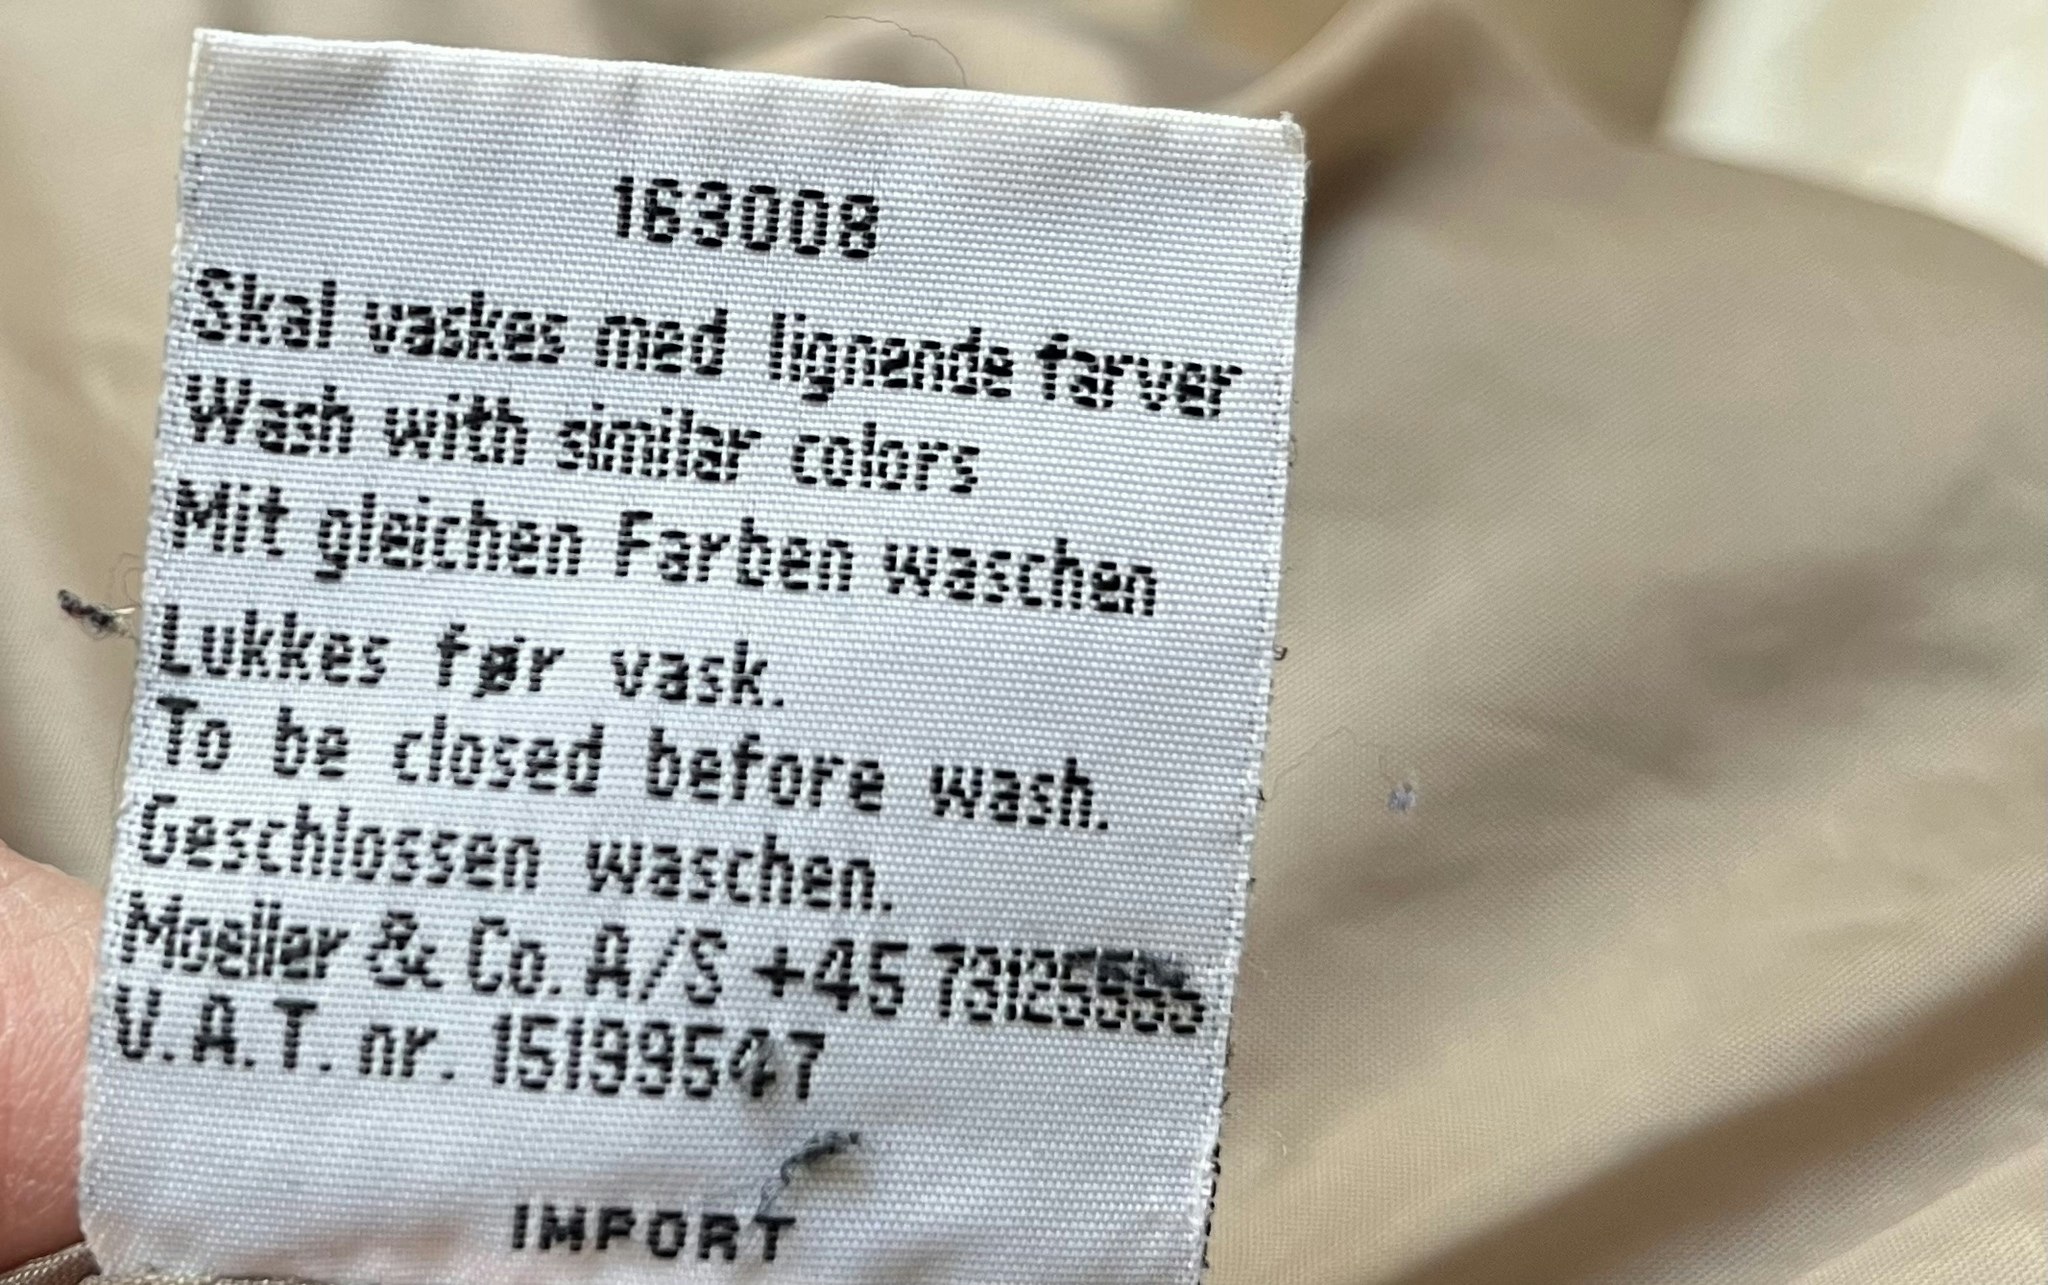 163008
Skal vaskes med lignende farver
Wash with similar colors
Mit gleichen Farben waschen
Lukkes før vask.
To be closed before wash.
Geschlossen waschen.
Moeller & Co. A/S +45 73125555
V.A.T. nr. 15199547
IMPORT